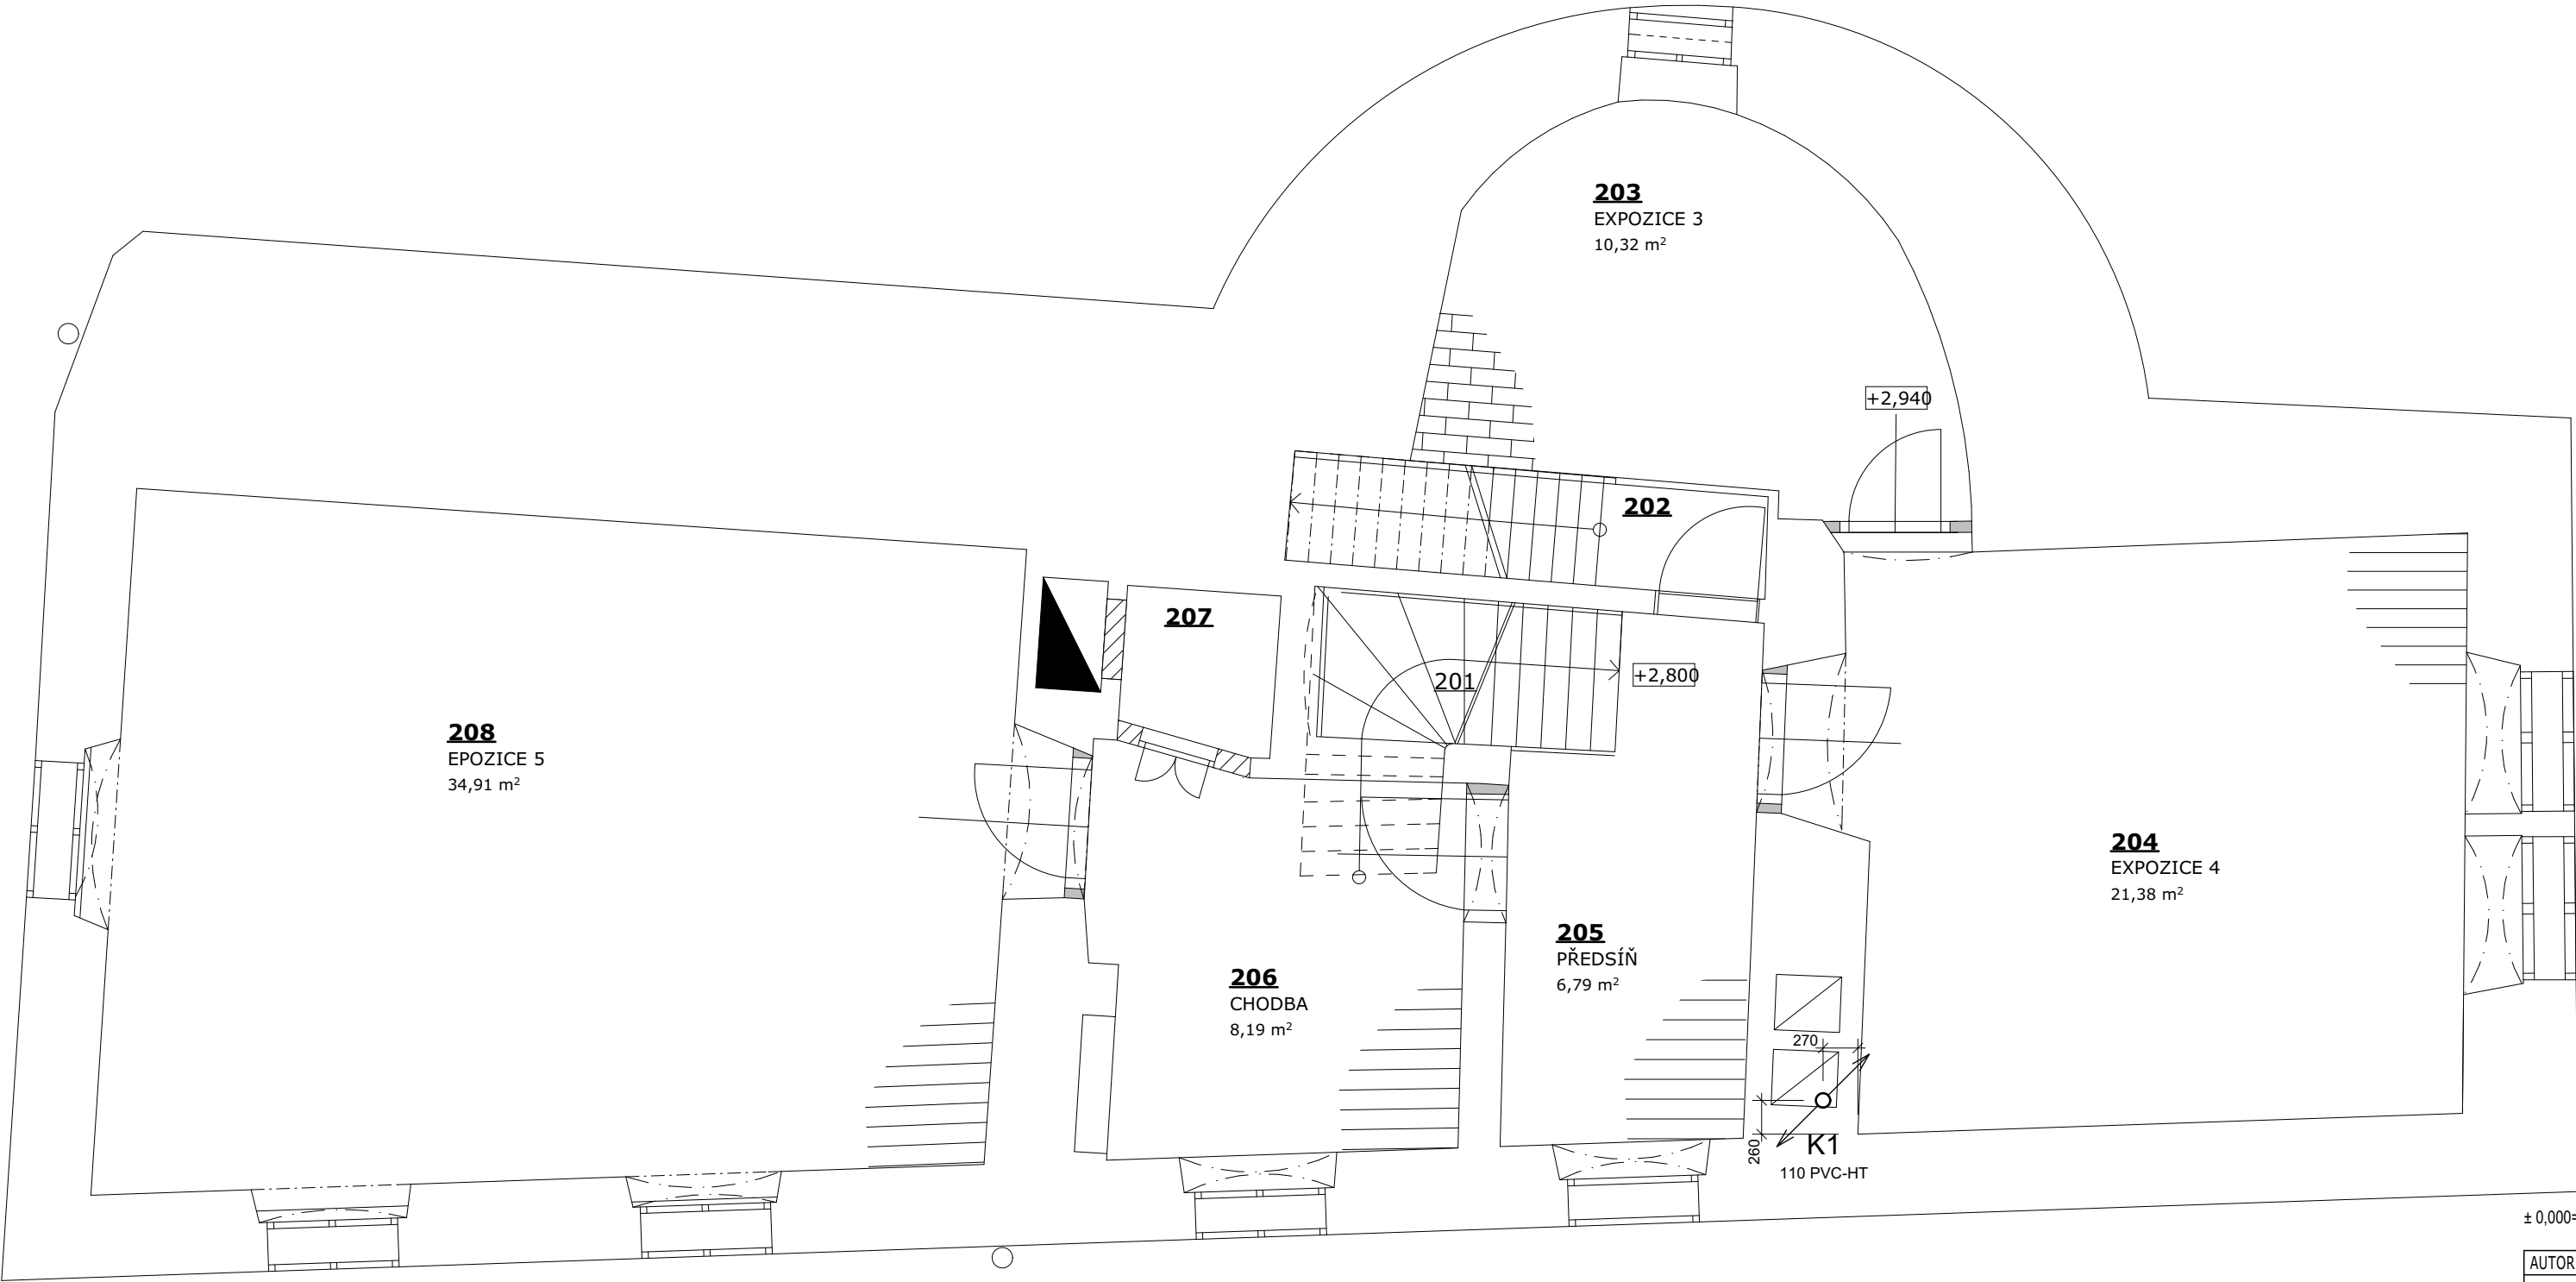 203
EXPOZICE 3
10,32 m²
+2,940
202
207
201
+2,800
208
EPOZICE 5
34,91 m²
204
EXPOZICE 4
21,38 m²
205
PŘEDSÍŇ
6,79 m²
206
CHODBA
8,19 m²
270
260
K1
110 PVC-HT
± 0,000=
AUTOR